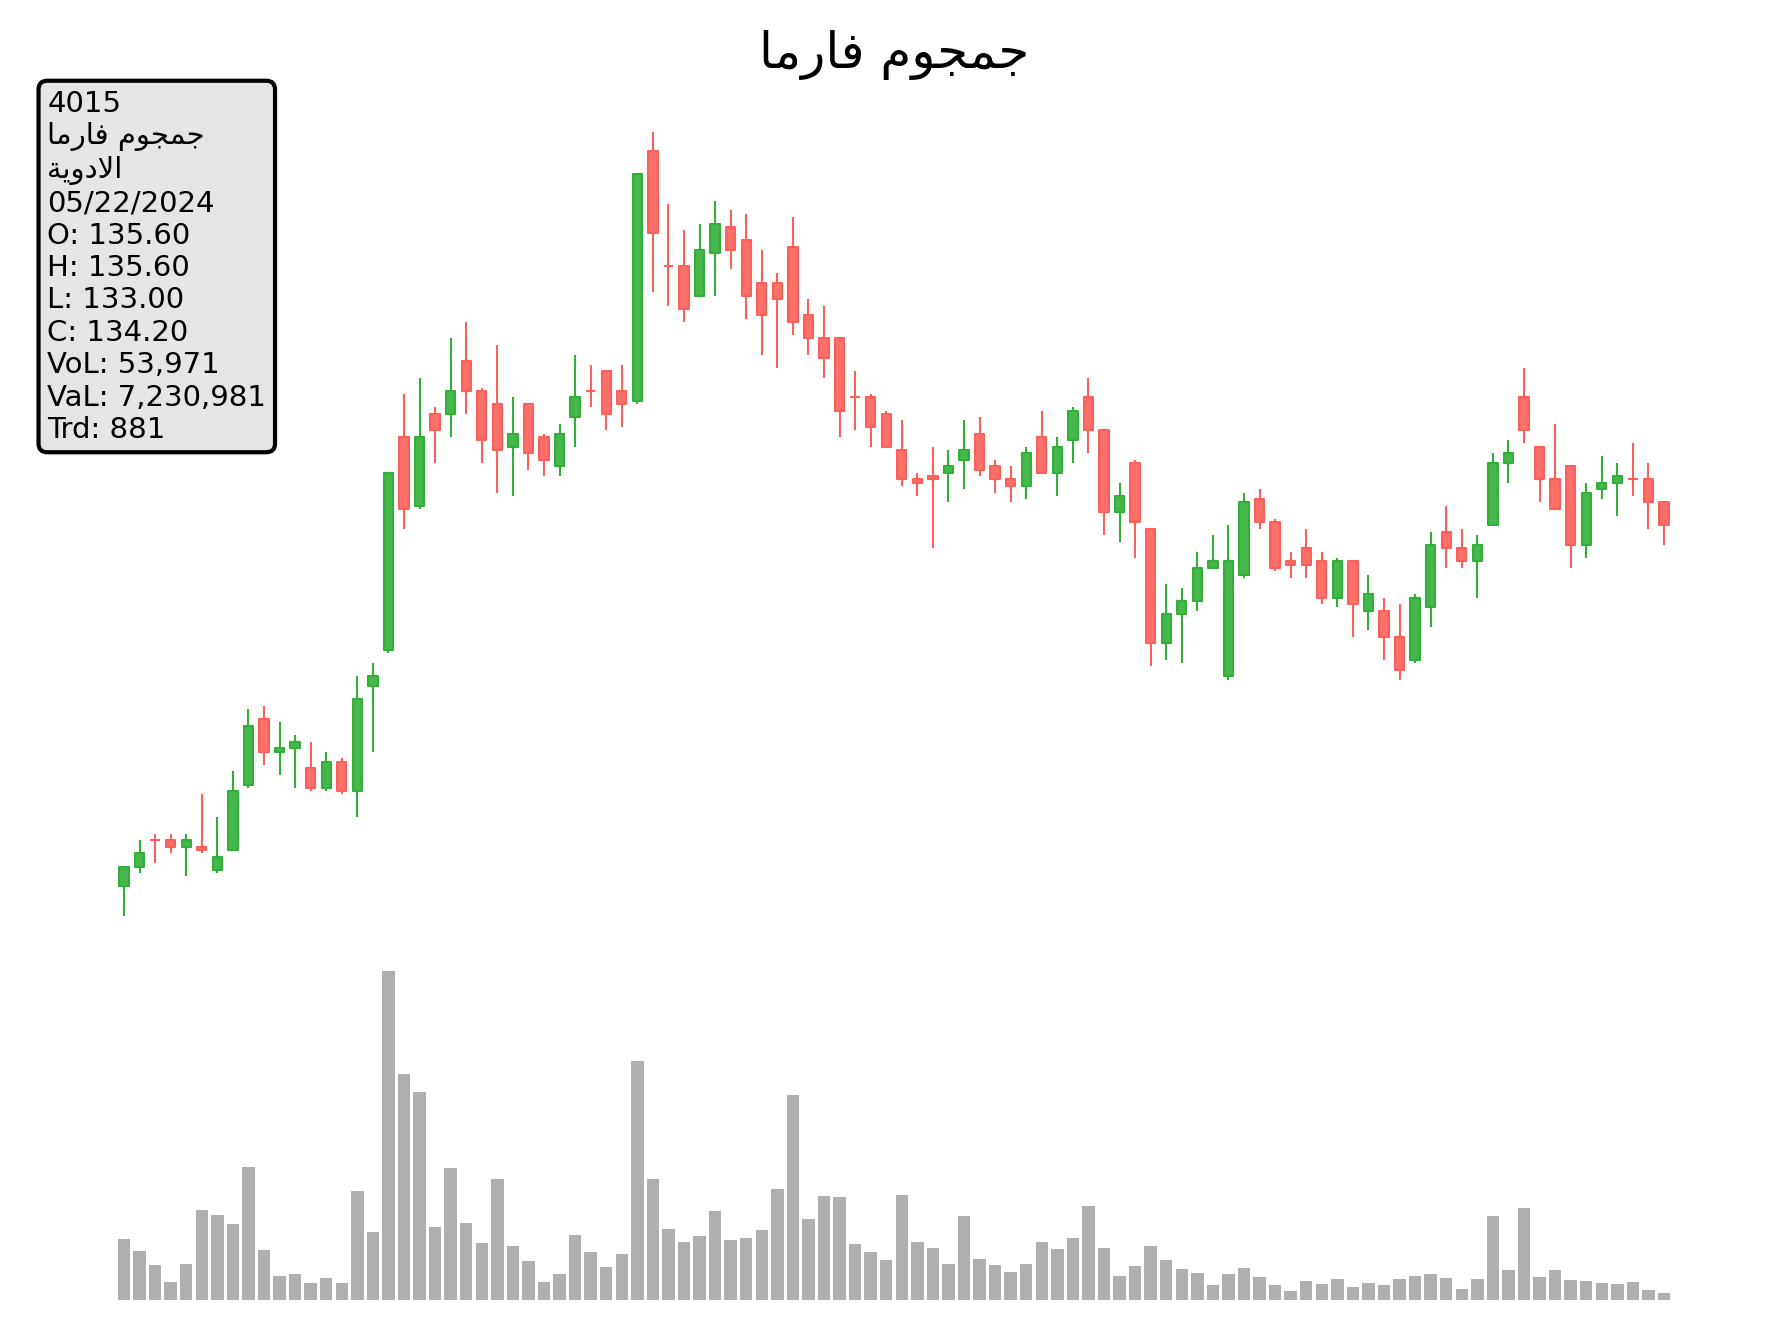 جمجوم فارما
4015
جمجوم فارما
الادوية
05/22/2024
O: 135.60
H: 135.60
L: 133.00
C: 134.20
VoL: 53,971
VaL: 7,230,981
Trd: 881